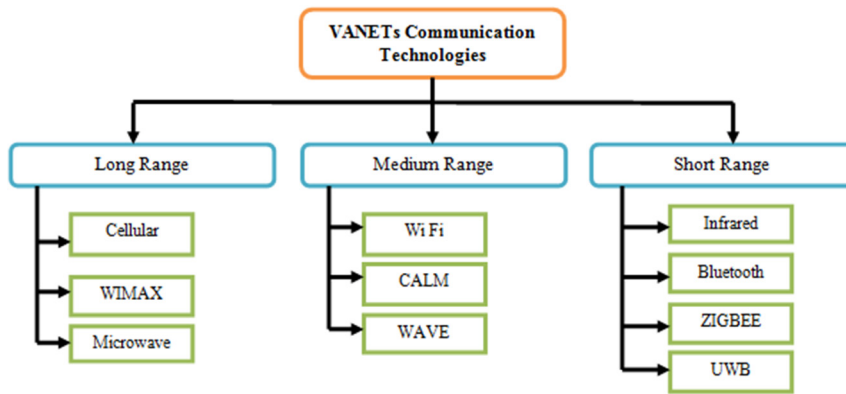 VANETs Communication
Technologies
Long Range
Medium Range
Short Range
Cellular
WIMAX
Microwave
Wi Fi
CALM
WAVE
Infrared
Bluetooth
ZIGBEE
UWB